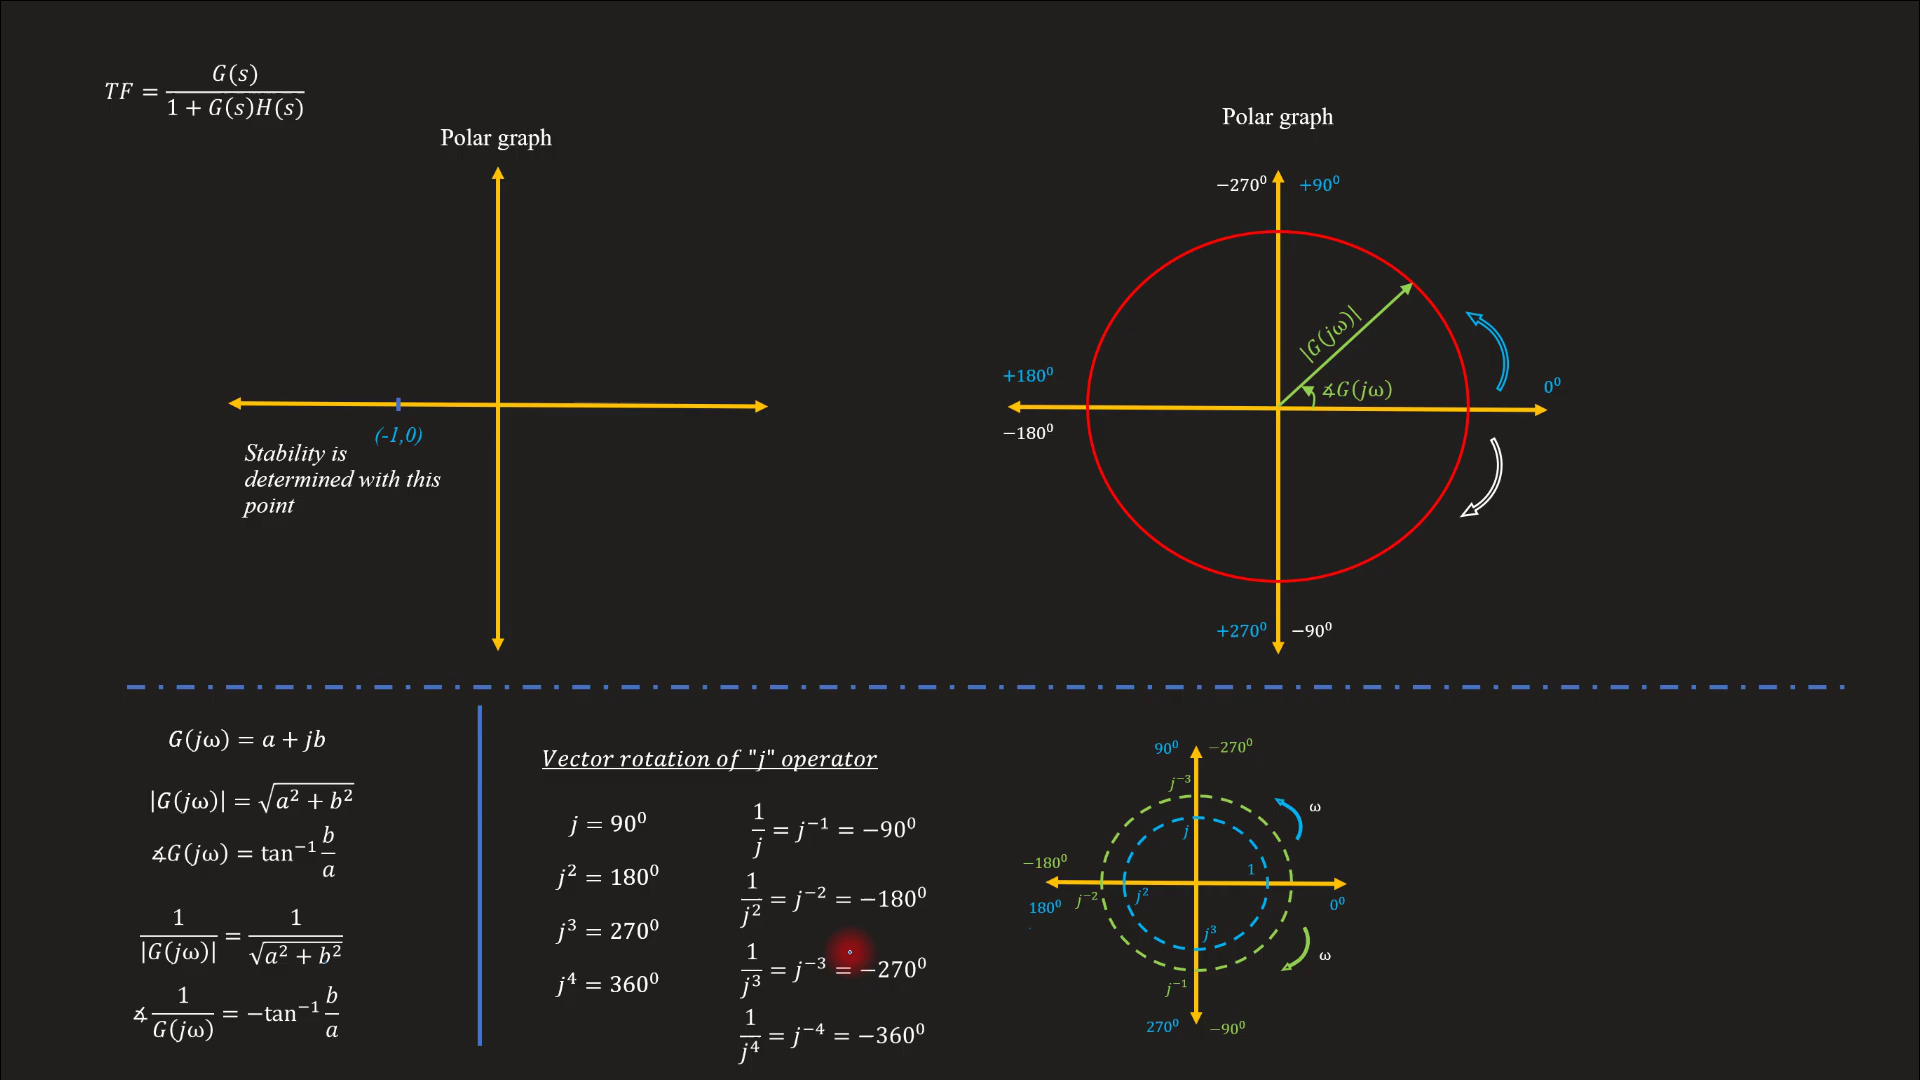 TF = G(s) / 1 + G(s)H(s)
Polar graph
(-1,0)
Stability is
determined with this
point
Polar graph
−270⁰ +90⁰
|G(jω)|
∡G(jω)
+180⁰
−180⁰
0⁰
+270⁰ −90⁰
G(jω) = a + jb
|G(jω)| = √(a² + b²)
∡G(jω) = tan⁻¹ b/a
1/|G(jω)| = 1/√(a² + b²)
∡ 1/G(jω) = −tan⁻¹ b/a
Vector rotation of "j" operator
j = 90⁰
j² = 180⁰
j³ = 270⁰
j⁴ = 360⁰
1/j = j⁻¹ = −90⁰
1/j² = j⁻² = −180⁰
1/j³ = j⁻³ = −270⁰
1/j⁴ = j⁻⁴ = −360⁰
90⁰ −270⁰
j⁻³
ω
j
−180⁰
1
j⁻² j²
180⁰
0⁰
j³
ω
j⁻¹
270⁰ −90⁰